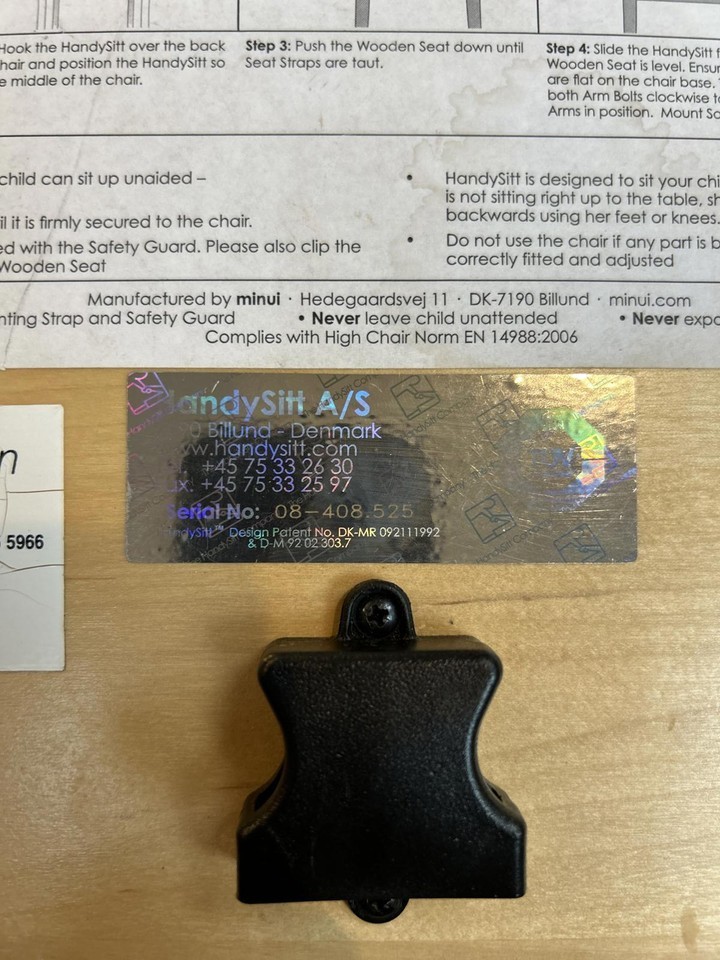 Hook the HandySitt over the back
hair and position the HandySitt so
e middle of the chair.
Step 3: Push the Wooden Seat down until
Seat Straps are taut.
Step 4: Slide the HandySitt f
Wooden Seat is level. Ensur
are flat on the chair base.
both Arm Bolts clockwise to
Arms in position. Mount Sa
child can sit up unaided –
il it is firmly secured to the chair.
ed with the Safety Guard. Please also clip the
Wooden Seat
• HandySitt is designed to sit your chi
is not sitting right up to the table, sh
backwards using her feet or knees.
• Do not use the chair if any part is b
correctly fitted and adjusted
Manufactured by minui · Hedegaardsvej 11 · DK-7190 Billund · minui.com
nting Strap and Safety Guard • Never leave child unattended • Never expo
Complies with High Chair Norm EN 14988:2006
HandySitt A/S
0 Billund - Denmark
www.handysitt.com
+45 75 33 26 30
ax: +45 75 33 25 97
Serial No: 08-408.525
HandySitt™ Design Patent No. DK-MR 092111992
& D-M 92 02 303.7
n
5966